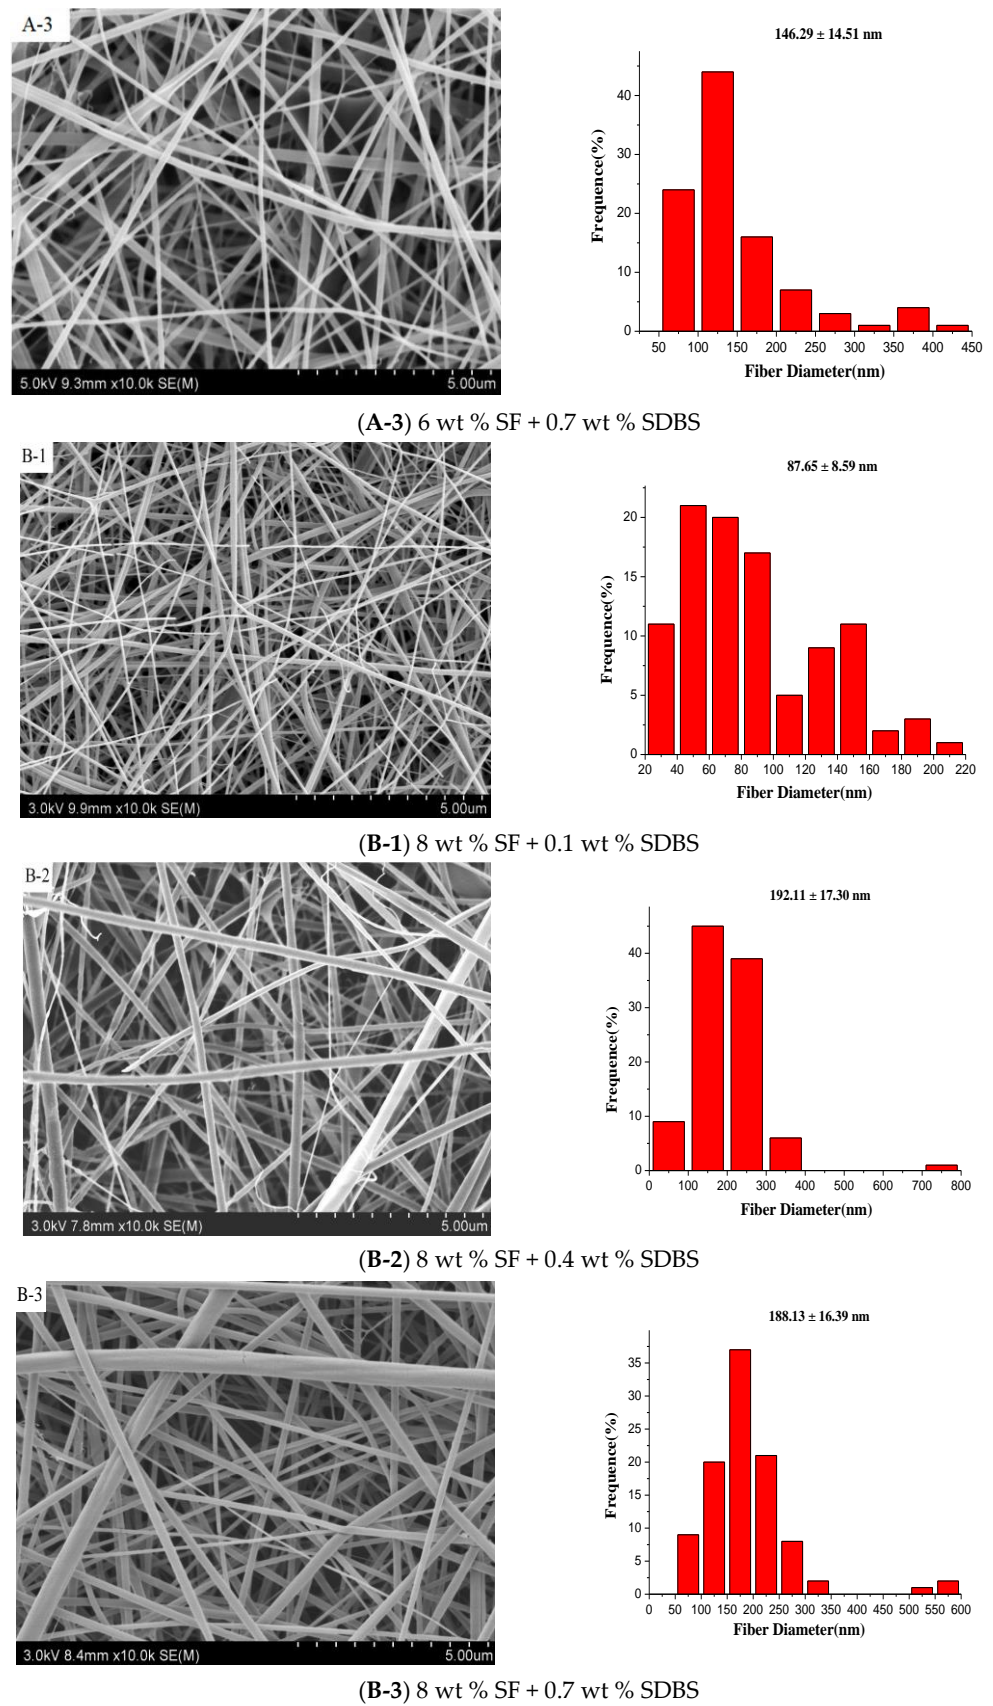 A-3
146.29 ± 14.51 nm
Frequence(%)
40
30
20
10
0
50 100 150 200 250 300 350 400 450
Fiber Diameter(nm)
5.0kV 9.3mm x10.0k SE(M) 5.00um
(A-3) 6 wt % SF + 0.7 wt % SDBS
B-1
87.65 ± 8.59 nm
Frequence(%)
20
15
10
5
0
20 40 60 80 100 120 140 160 180 200 220
Fiber Diameter(nm)
3.0kV 9.9mm x10.0k SE(M) 5.00um
(B-1) 8 wt % SF + 0.1 wt % SDBS
B-2
192.11 ± 17.30 nm
Frequence(%)
40
30
20
10
0
0 100 200 300 400 500 600 700 800
Fiber Diameter(nm)
3.0kV 7.8mm x10.0k SE(M) 5.00um
(B-2) 8 wt % SF + 0.4 wt % SDBS
B-3
188.13 ± 16.39 nm
Frequence(%)
35
30
25
20
15
10
5
0
0 50 100 150 200 250 300 350 400 450 500 550 600
Fiber Diameter(nm)
3.0kV 8.4mm x10.0k SE(M) 5.00um
(B-3) 8 wt % SF + 0.7 wt % SDBS